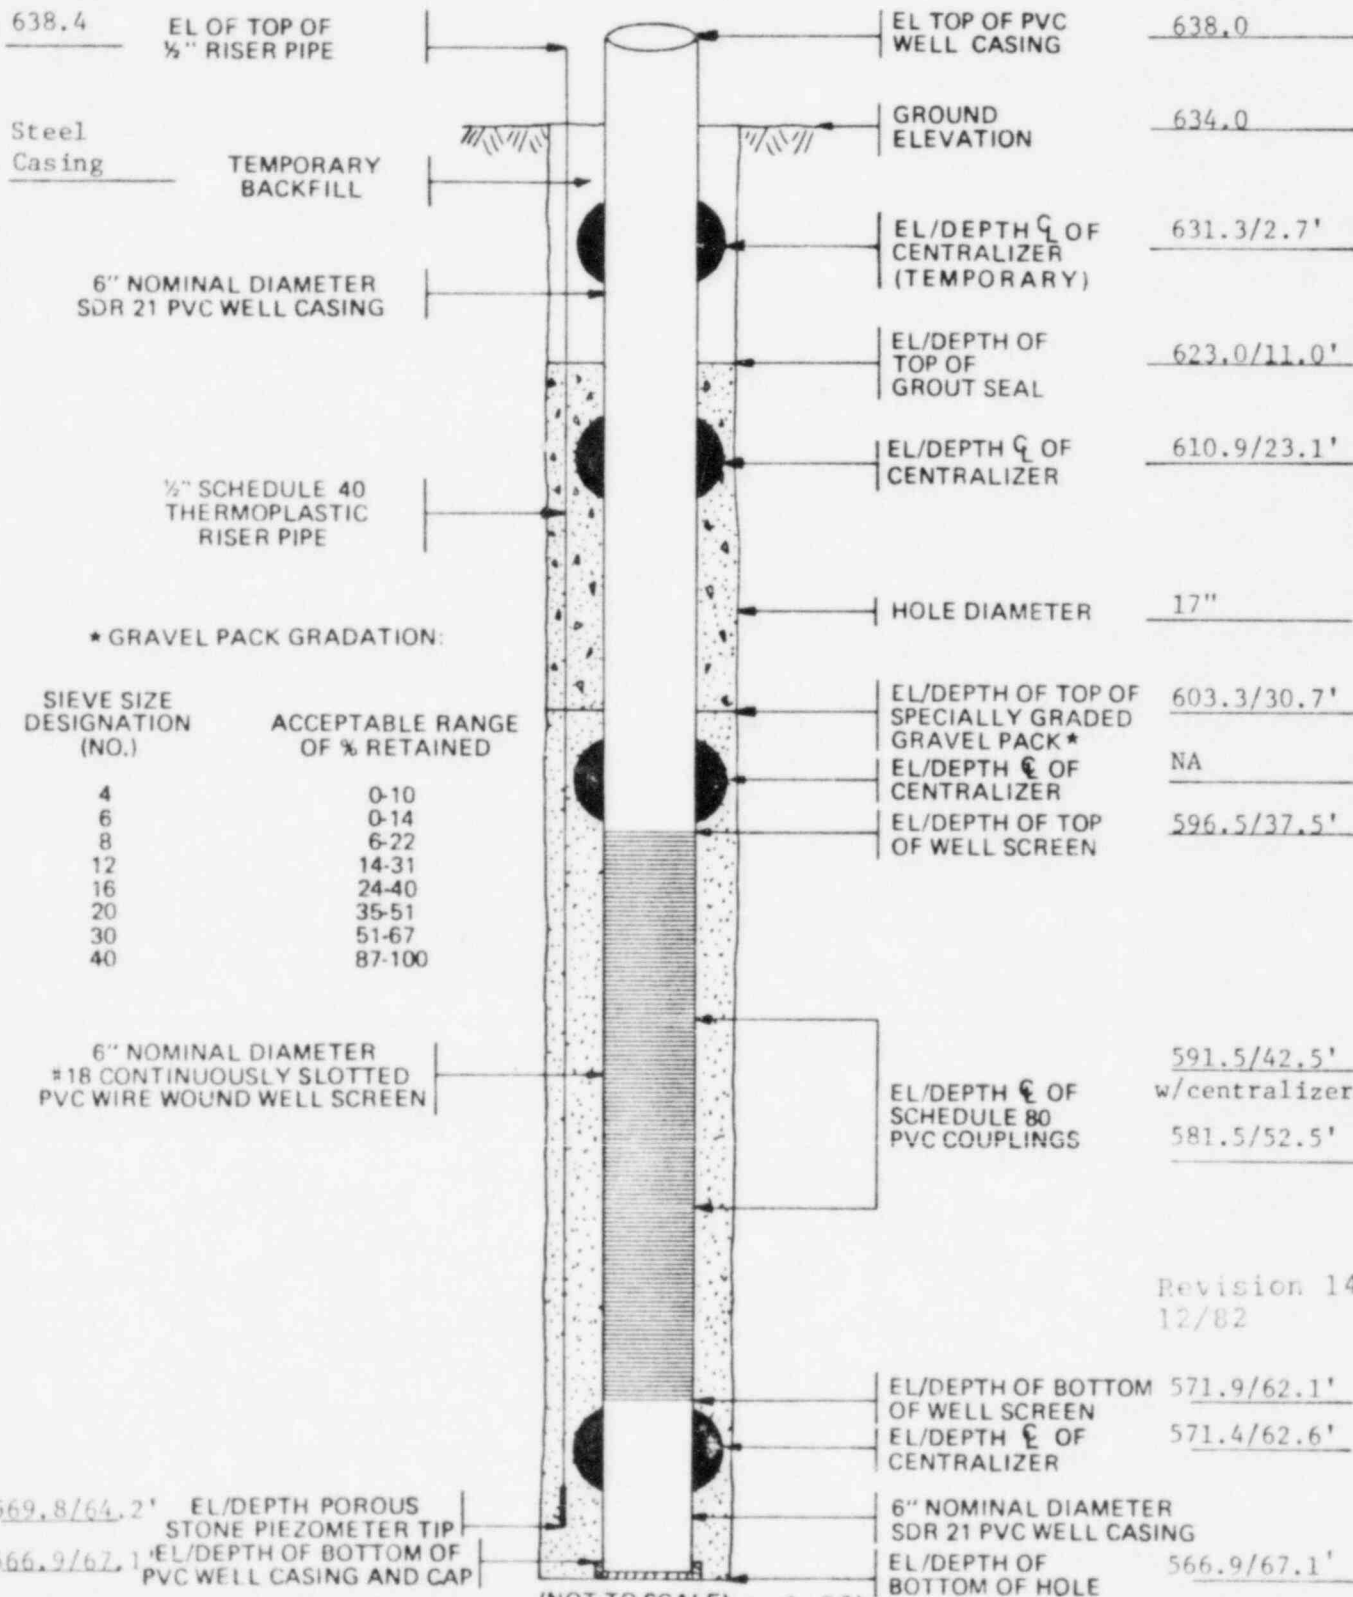 638.4
EL OF TOP OF
½" RISER PIPE
EL TOP OF PVC
WELL CASING
638.0
Steel
Casing
TEMPORARY
BACKFILL
GROUND
ELEVATION
634.0
6" NOMINAL DIAMETER
SDR 21 PVC WELL CASING
EL/DEPTH ℄ OF
CENTRALIZER
(TEMPORARY)
631.3/2.7'
EL/DEPTH OF
TOP OF
GROUT SEAL
623.0/11.0'
EL/DEPTH ℄ OF
CENTRALIZER
610.9/23.1'
½" SCHEDULE 40
THERMOPLASTIC
RISER PIPE
HOLE DIAMETER
17"
* GRAVEL PACK GRADATION:
SIEVE SIZE
DESIGNATION
(NO.)
ACCEPTABLE RANGE
OF % RETAINED
4 0-10
6 0-14
8 6-22
12 14-31
16 24-40
20 35-51
30 51-67
40 87-100
EL/DEPTH OF TOP OF
SPECIALLY GRADED
GRAVEL PACK *
603.3/30.7'
EL/DEPTH ℄ OF
CENTRALIZER
NA
EL/DEPTH OF TOP
OF WELL SCREEN
596.5/37.5'
6" NOMINAL DIAMETER
#18 CONTINUOUSLY SLOTTED
PVC WIRE WOUND WELL SCREEN
EL/DEPTH ℄ OF
SCHEDULE 80
PVC COUPLINGS
591.5/42.5'
w/centralizer
581.5/52.5'
Revision 14
12/82
EL/DEPTH OF BOTTOM
OF WELL SCREEN
571.9/62.1'
EL/DEPTH ℄ OF
CENTRALIZER
571.4/62.6'
569.8/64.2'
EL/DEPTH POROUS
STONE PIEZOMETER TIP
6" NOMINAL DIAMETER
SDR 21 PVC WELL CASING
566.9/67.1'
EL/DEPTH OF BOTTOM OF
PVC WELL CASING AND CAP
EL/DEPTH OF
BOTTOM OF HOLE
566.9/67.1'
(NOT TO SCALE)